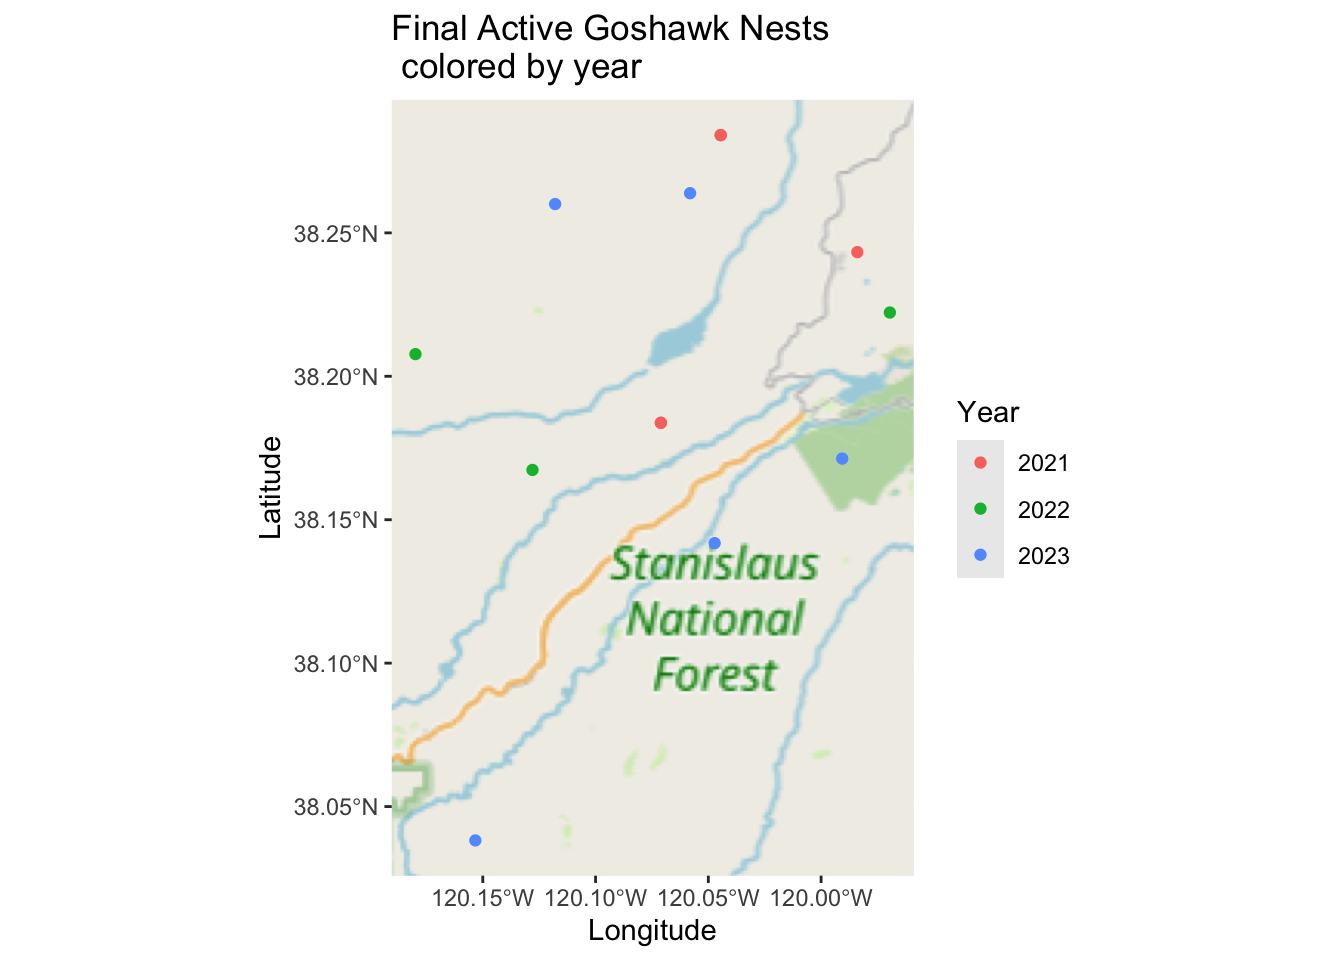 Final Active Goshawk Nests
colored by year
38.25°N
38.20°N
38.15°N
38.10°N
38.05°N
Latitude
Stanislaus
National
Forest
120.15°W 120.10°W 120.05°W 120.00°W
Longitude
Year
2021
2022
2023